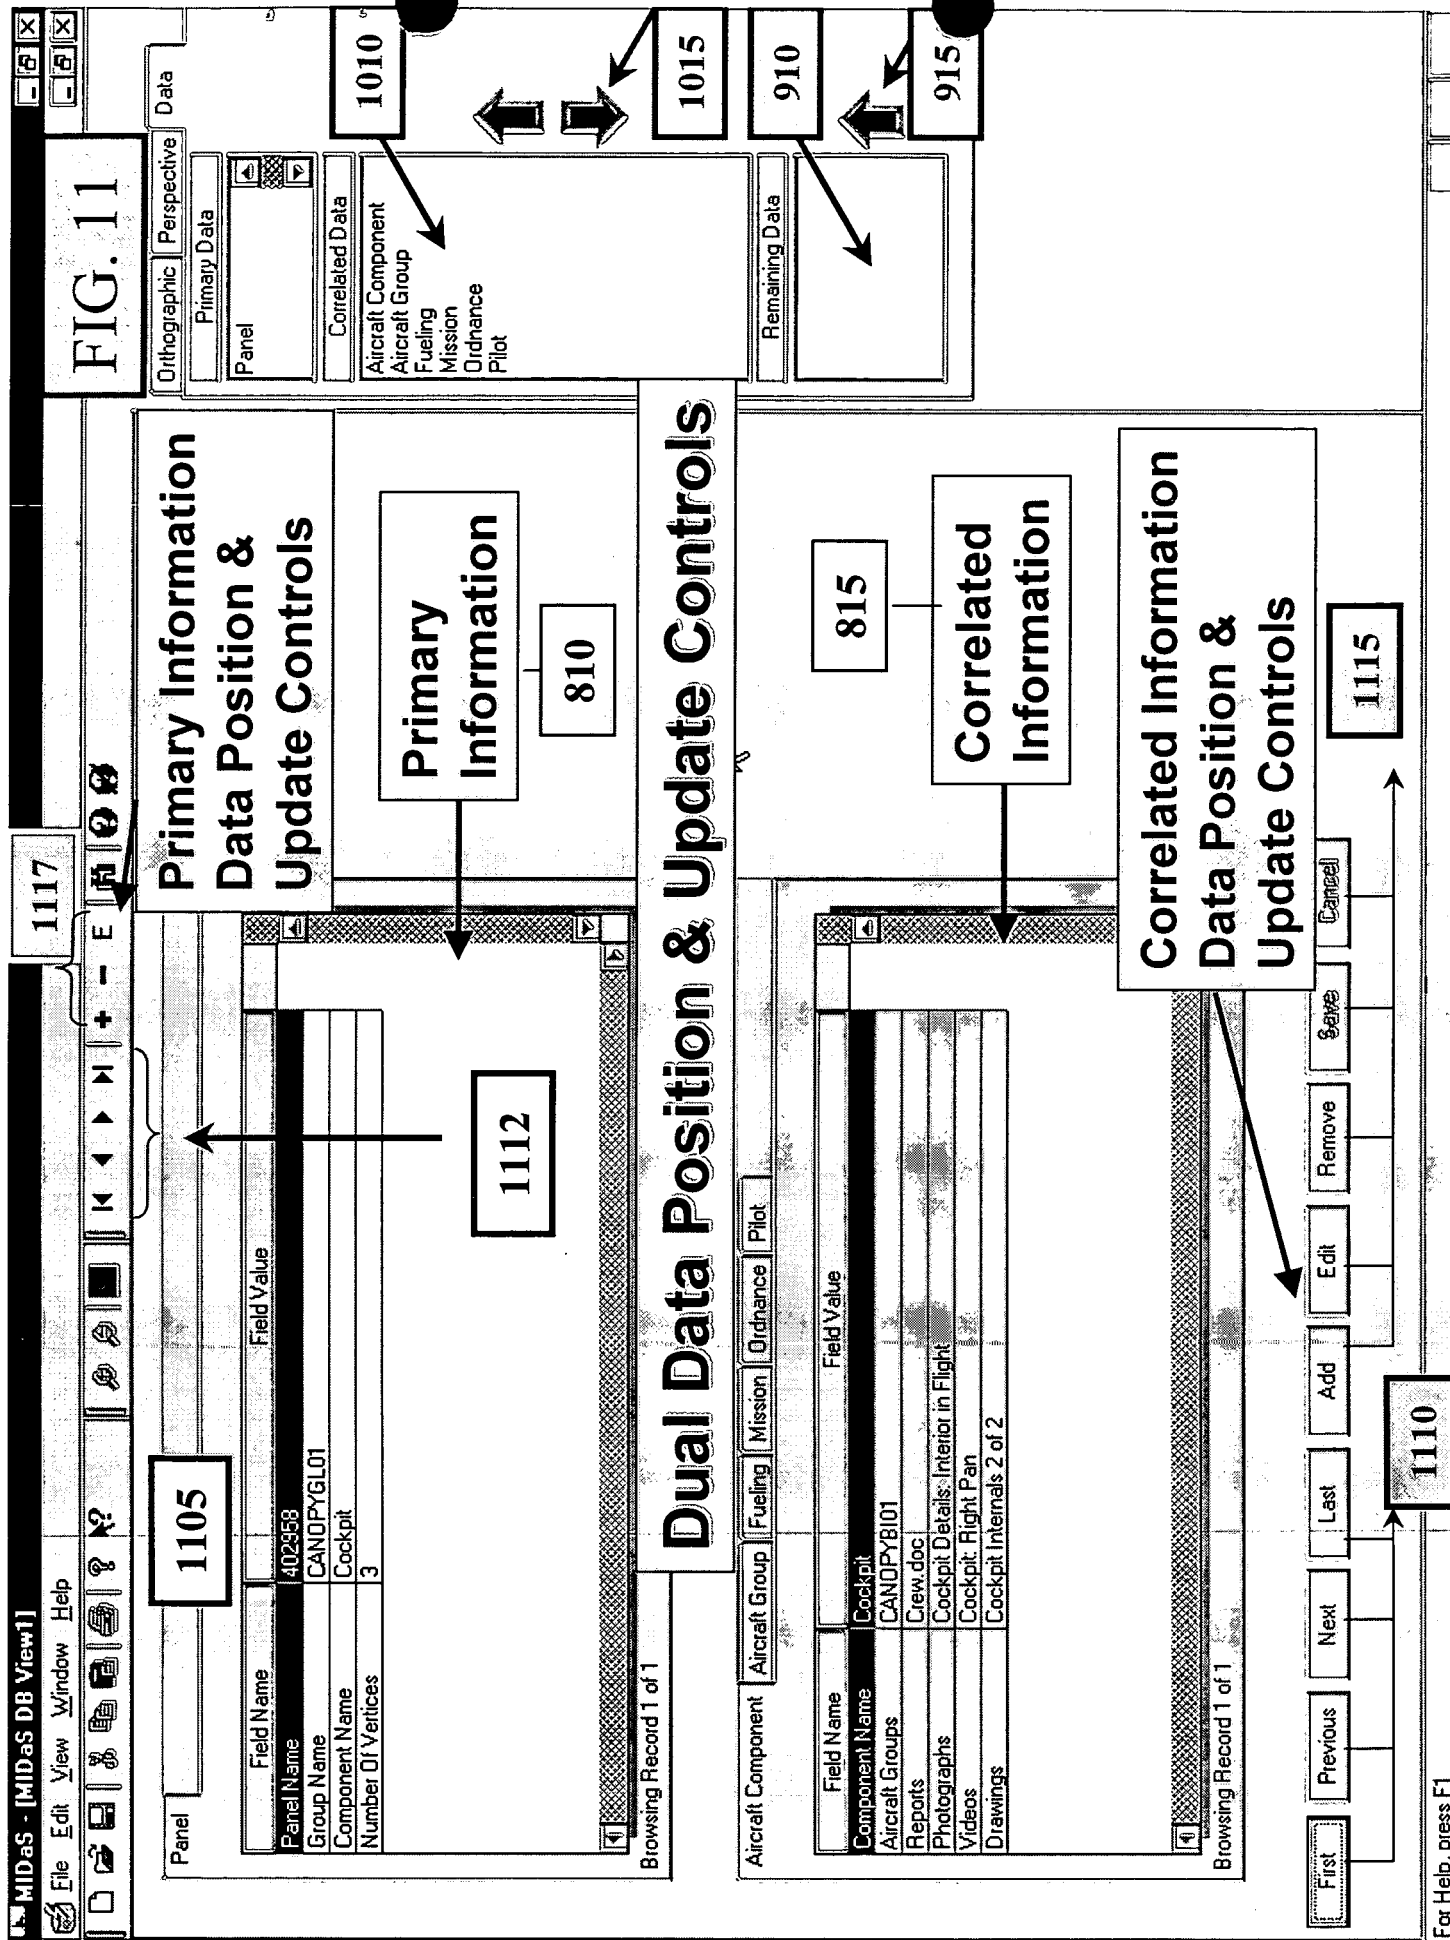 MIDaS - [MIDaS DB View1]
File Edit View Window Help
1117
FIG. 11
+ − E
1105
Primary Information
Data Position &
Update Controls
Orthographic Perspective Data
Primary Data
Panel
Correlated Data
Aircraft Component
Aircraft Group
Fueling
Mission
Ordnance
Pilot
1010
1015
Remaining Data
910
915
Panel
Field Name Field Value
Panel Name 402358
Group Name CANOPYGL01
Component Name Cockpit
Number Of Vertices 3
1112
Primary
Information
810
Browsing Record 1 of 1
Dual Data Position & Update Controls
Aircraft Component Aircraft Group Fueling Mission Ordnance Pilot
Field Name Field Value
Component Name Cockpit
Aircraft Groups CANOPYBI01
Reports Crew.doc
Photographs Cockpit Details: Interior in Flight
Videos Cockpit: Right Pan
Drawings Cockpit Internals 2 of 2
815
Correlated
Information
Browsing Record 1 of 1
Correlated Information
Data Position &
Update Controls
First Previous Next Last Add Edit Remove Save Cancel
1110
1115
For Help, press F1